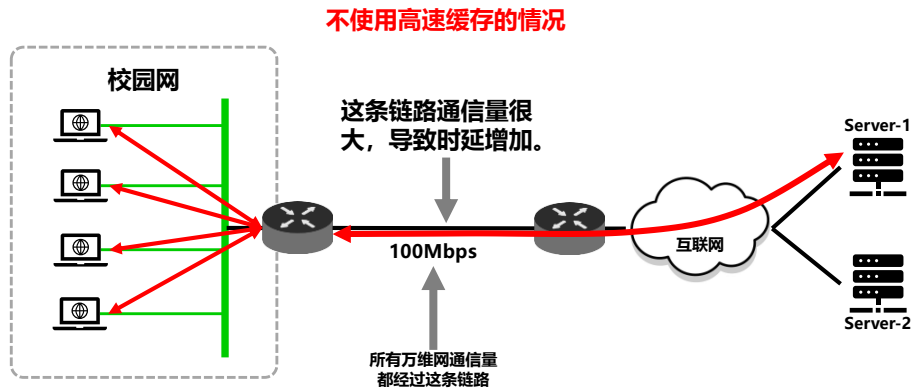 不使用高速缓存的情况
校园网
这条链路通信量很
大，导致时延增加。
Server-1
100Mbps
互联网
Server-2
所有万维网通信量
都经过这条链路